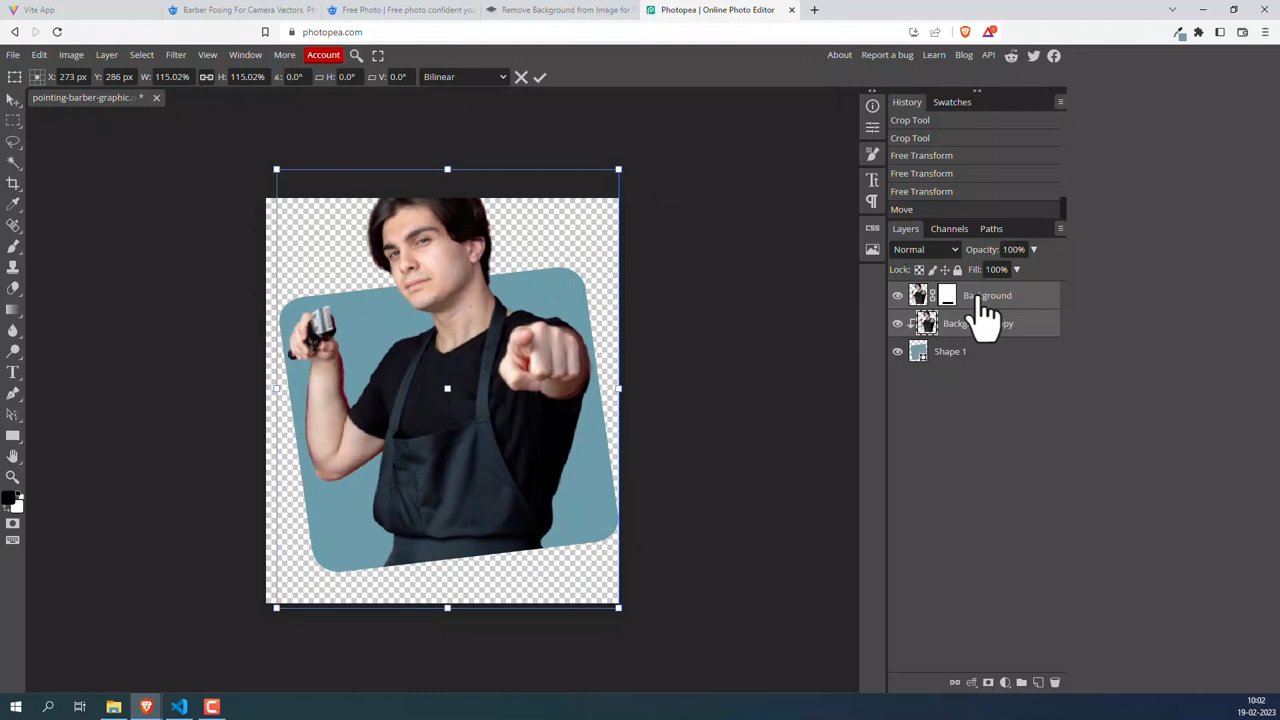 Vite App
Barber Posing For Camera Vectors, Ph
Free Photo | Free photo confident you
Remove Background from Image for F
Photopea | Online Photo Editor
photopea.com
File Edit Image Layer Select Filter View Window More Account
About Report a bug Learn Blog API
X: 273 px Y: 286 px W: 115.02% H: 115.02% ∡: 0.0° H: 0.0° V: 0.0° Bilinear
pointing-barber-graphic. *
History Swatches
Crop Tool
Crop Tool
Free Transform
Free Transform
Free Transform
Move
Layers Channels Paths
Normal Opacity: 100%
Lock: Fill: 100%
Background
Shape 1
CSS
eff
10:02
19-02-2023